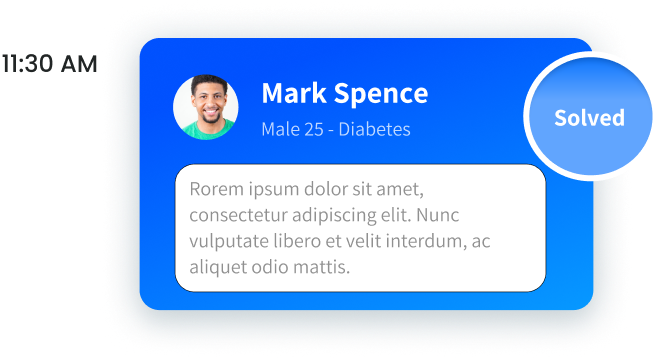 11:30 AM
Mark Spence
Male 25 - Diabetes
Solved
Rorem ipsum dolor sit amet,
consectetur adipiscing elit. Nunc
vulputate libero et velit interdum, ac
aliquet odio mattis.